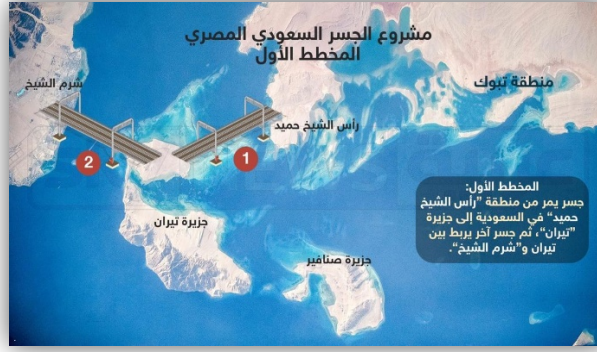 مشروع الجسر السعودي المصري
المخطط الأول
شرم الشيخ
منطقة تبوك
رأس الشيخ حميد
1
2
المخطط الأول:
جسر يمر من منطقة "رأس الشيخ
حميد" في السعودية إلى جزيرة
"تيران"، ثم جسر آخر يربط بين
تيران و"شرم الشيخ".
جزيرة تيران
جزيرة صنافير